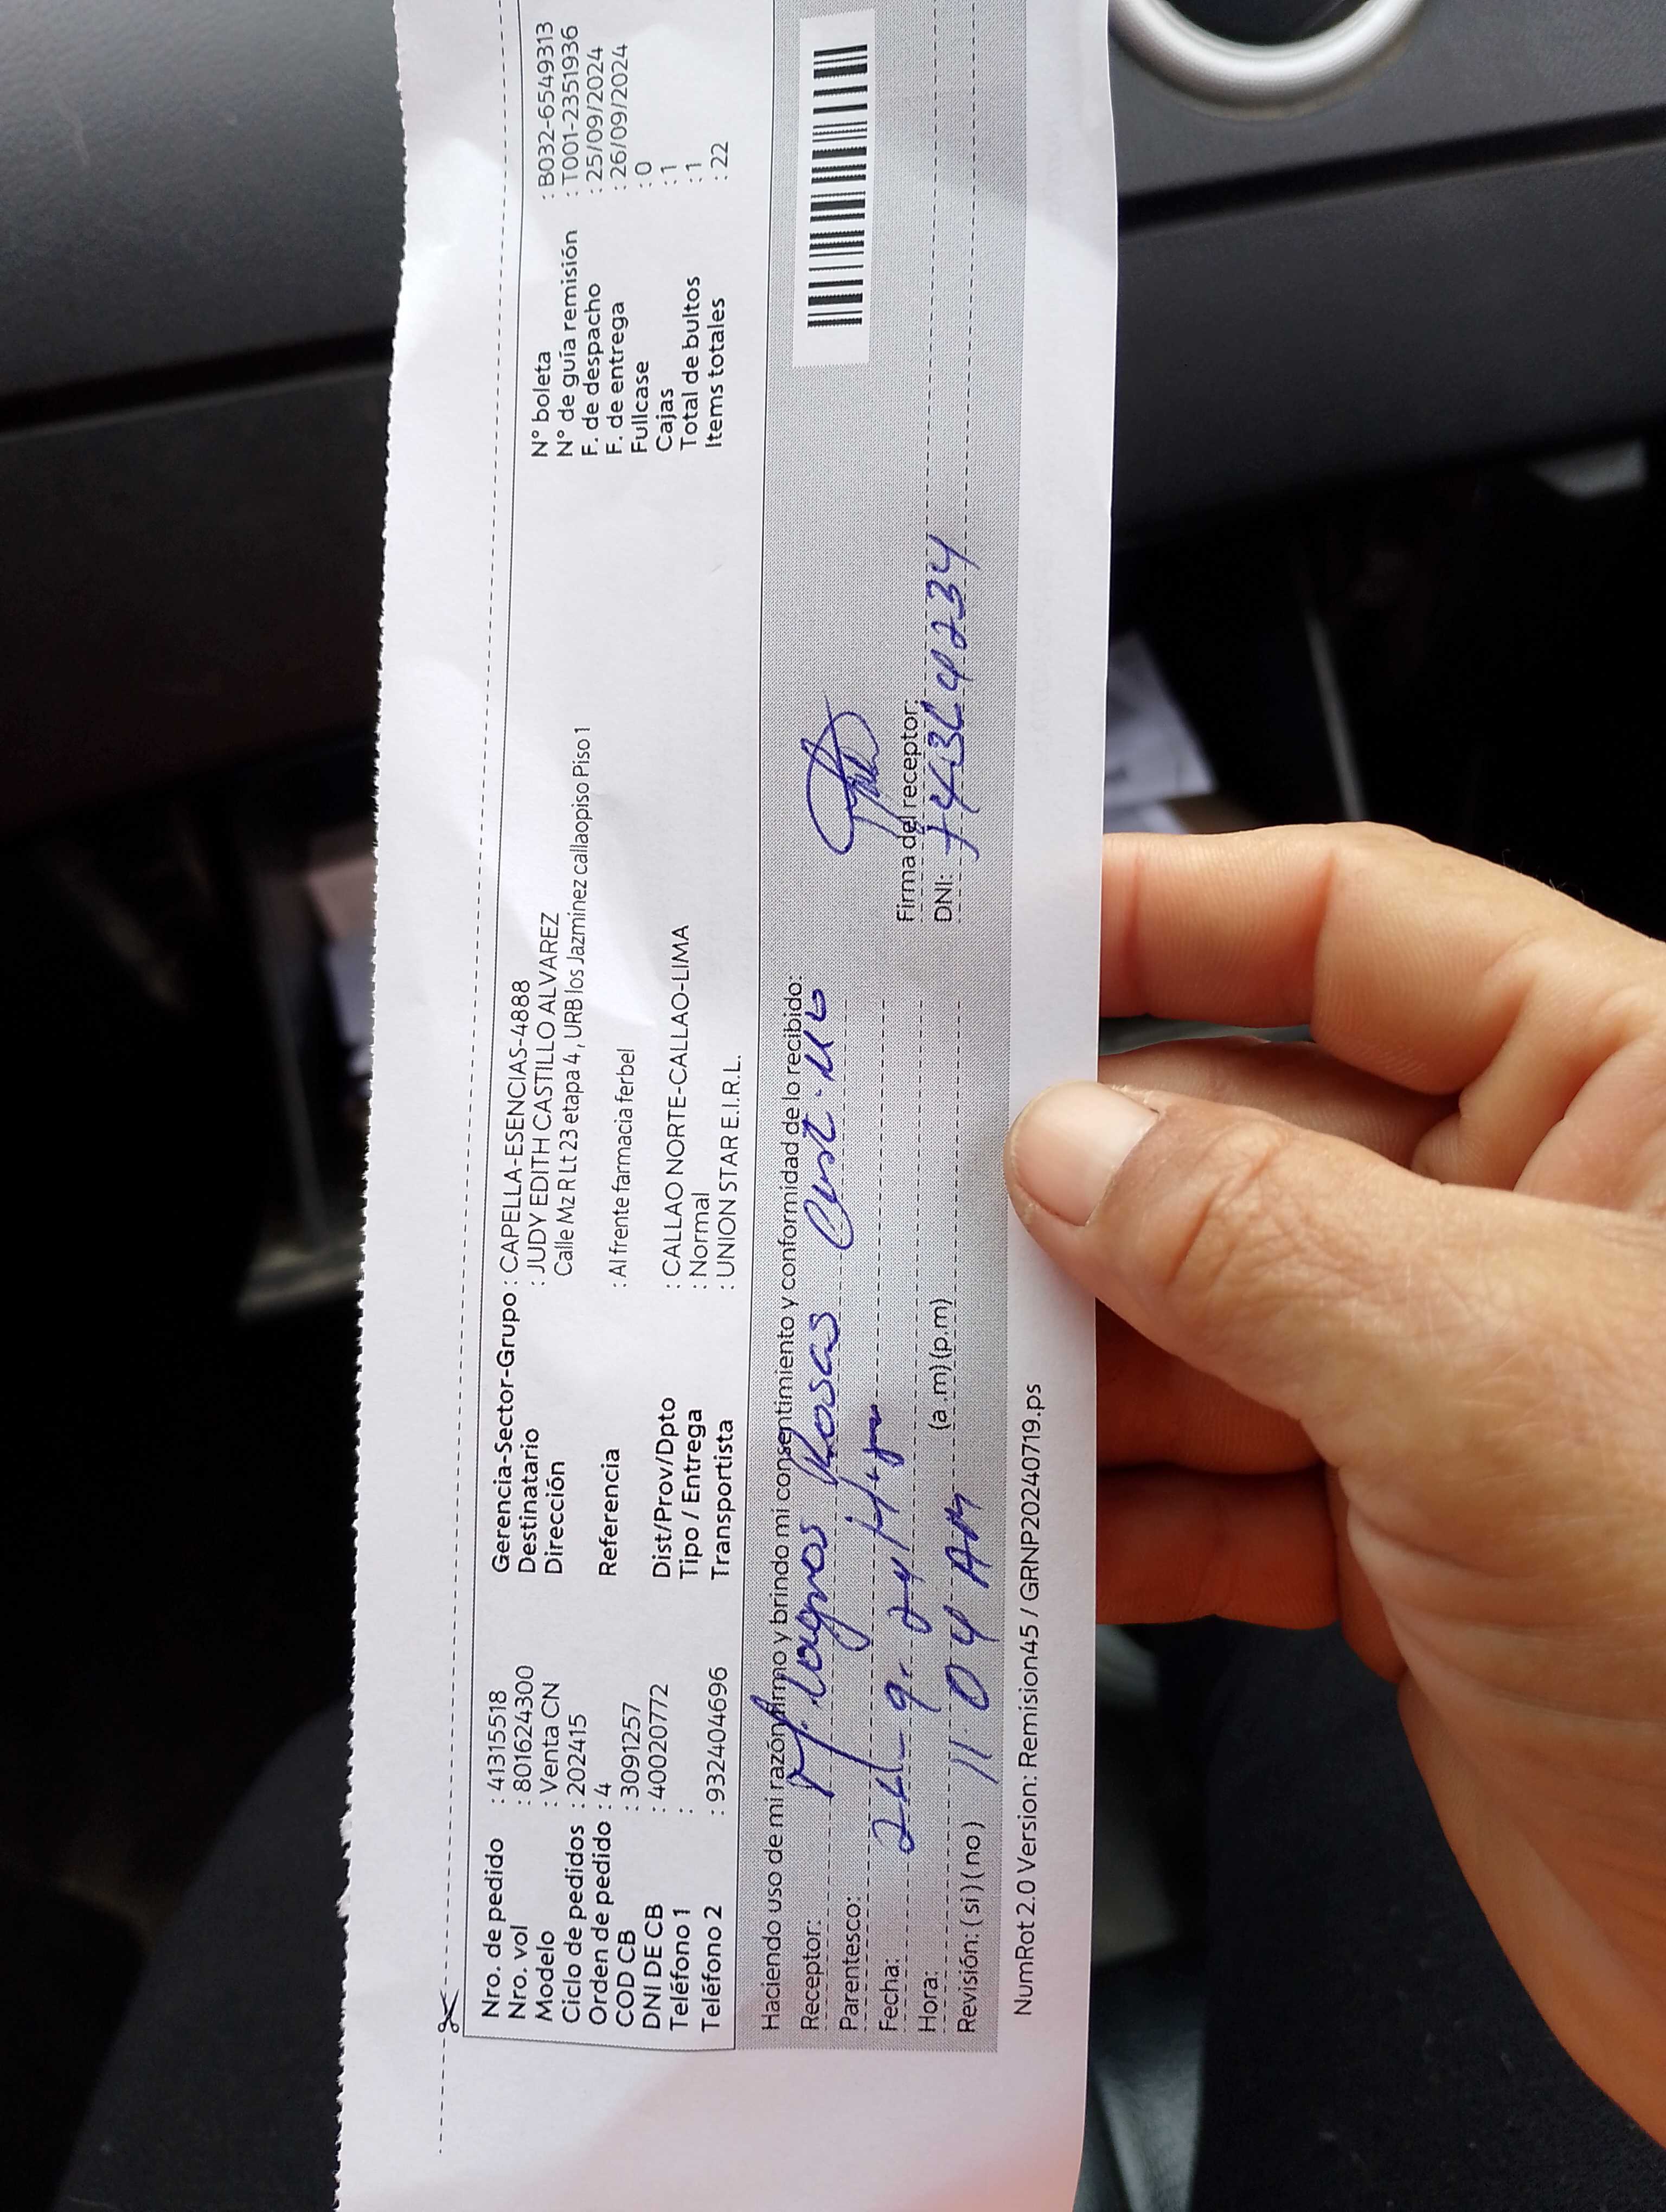 Nro. de pedido : 41315518
Nro. vol : 801624300
Modelo : Venta CN
Ciclo de pedidos : 202415
Orden de pedido : 4
COD CB : 3091257
DNI DE CB : 40020772
Teléfono 1 :
Teléfono 2 : 932404696
Gerencia-Sector-Grupo : CAPELLA-ESENCIAS-4888
Destinatario : JUDY EDITH CASTILLO ALVAREZ
Dirección Calle Mz R Lt 23 etapa 4 , URB los Jazminez callaopiso Piso 1
Referencia : Al frente farmacia ferbel
Dist/Prov/Dpto : CALLAO NORTE-CALLAO-LIMA
Tipo / Entrega : Normal
Transportista : UNION STAR E.I.R.L.
N° boleta : B032-6549313
N° de guía remisión : T001-2351936
F. de despacho : 25/09/2024
F. de entrega : 26/09/2024
Fullcase : 0
Cajas : 1
Total de bultos : 1
Items totales : 22
Haciendo uso de mi razón firmo y brindo mi consentimiento y conformidad de lo recibido:
Receptor: Milagros Rosas
Parentesco:
Fecha:
Hora: 11 04 AM (a .m) (p.m)
Revisión: ( si ) ( no )
Firma del receptor:
DNI:
NumRot 2.0 Version: Remision45 / GRNP20240719.ps